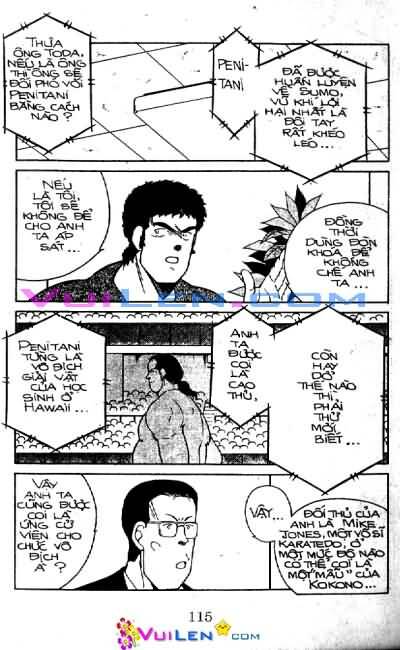 THƯA
ÔNG TODA,
NẾU LÀ ÔNG
THÌ ÔNG SẼ
ĐỐI PHÓ VỚI
PENITANI
BẰNG CÁCH
NÀO?
PENI-
TANI
ĐÃ ĐƯỢC
HUẤN LUYỆN
VỀ SUMO,
VŨ KHÍ LỢI
HẠI NHẤT LÀ
ĐÔI TAY
RẤT KHÉO
LÉO...
NẾU
LÀ TÔI,
TÔI SẼ
KHÔNG ĐỂ
CHO ANH
TA ÁP
SÁT...
ĐỒNG
THỜI
DÙNG ĐÒN
KHÓA ĐỂ
KHỐNG
CHẾ ANH
TA...
VUILEN.COM
PENITANI
TỪNG LÀ
VÔ ĐỊCH
GIẢI VẬT
CỦA HỌC
SINH Ở
HAWAII...
ANH
TA ĐƯỢC
COI
LÀ
CAO
THỦ,
CÒN
HAY
DỞ
THẾ NÀO
THÌ
PHẢI
THỬ
MỚI
BIẾT...
VẬY
ANH TA
CŨNG ĐƯỢC
COI LÀ
ỨNG CỬ
VIÊN CHO
CHỨC VÔ
ĐỊCH
À?
VÂY...
ĐỐI THỦ CỦA
ANH LÀ MIKE
JONES, MỘT VÕ SĨ
KARATEDO, Ở
MỘT MỨC ĐỘ NÀO
CÓ THỂ COI LÀ
MỘT "MẪU" CỦA
KOKONO...
115
VUILEN.COM